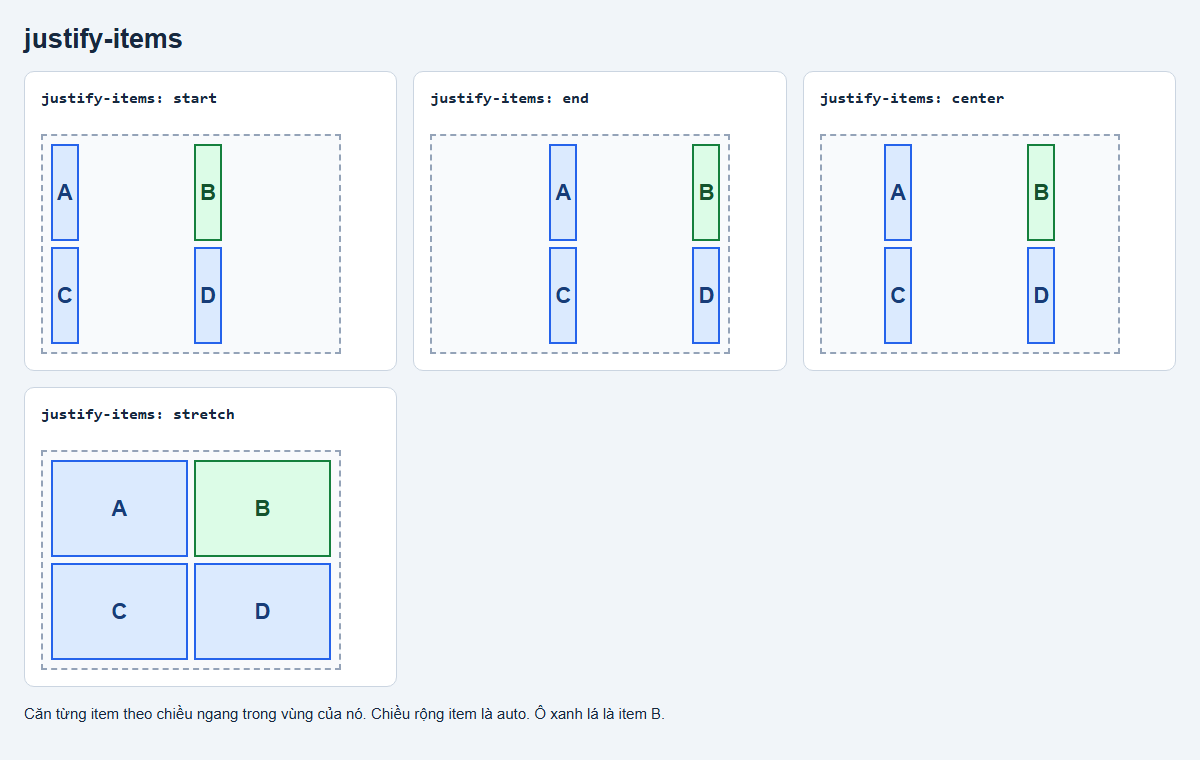 justify-items
justify-items: start
A
B
C
D
justify-items: end
A
B
C
D
justify-items: center
A
B
C
D
justify-items: stretch
A
B
C
D
Căn từng item theo chiều ngang trong vùng của nó. Chiều rộng item là auto. Ô xanh lá là item B.